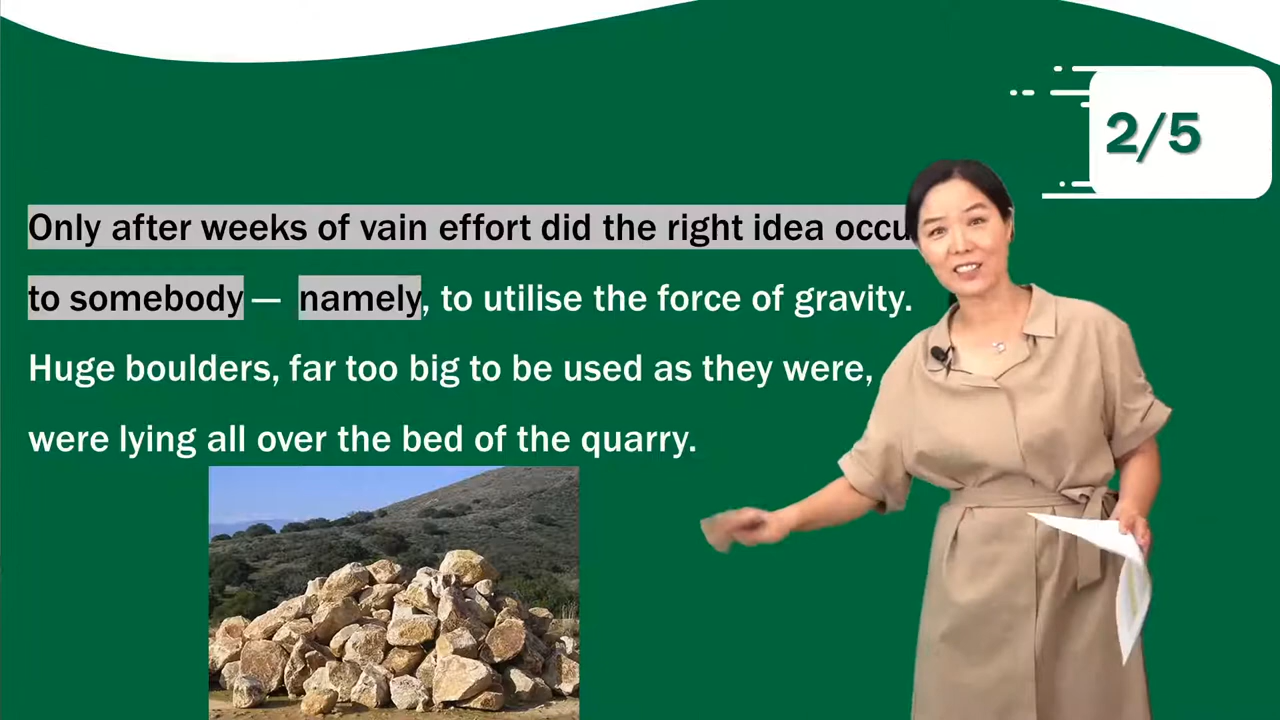 2/5
Only after weeks of vain effort did the right idea
to somebody — namely, to utilise the force of gravity.
Huge boulders, far too big to be used as they were,
were lying all over the bed of the quarry.